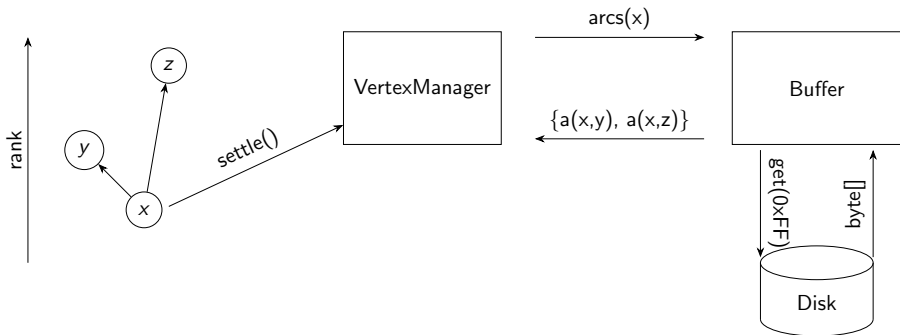 arcs(x)
z
VertexManager
Buffer
rank
y
settle()
{a(x,y), a(x,z)}
x
get(0xFF)
byte[]
Disk